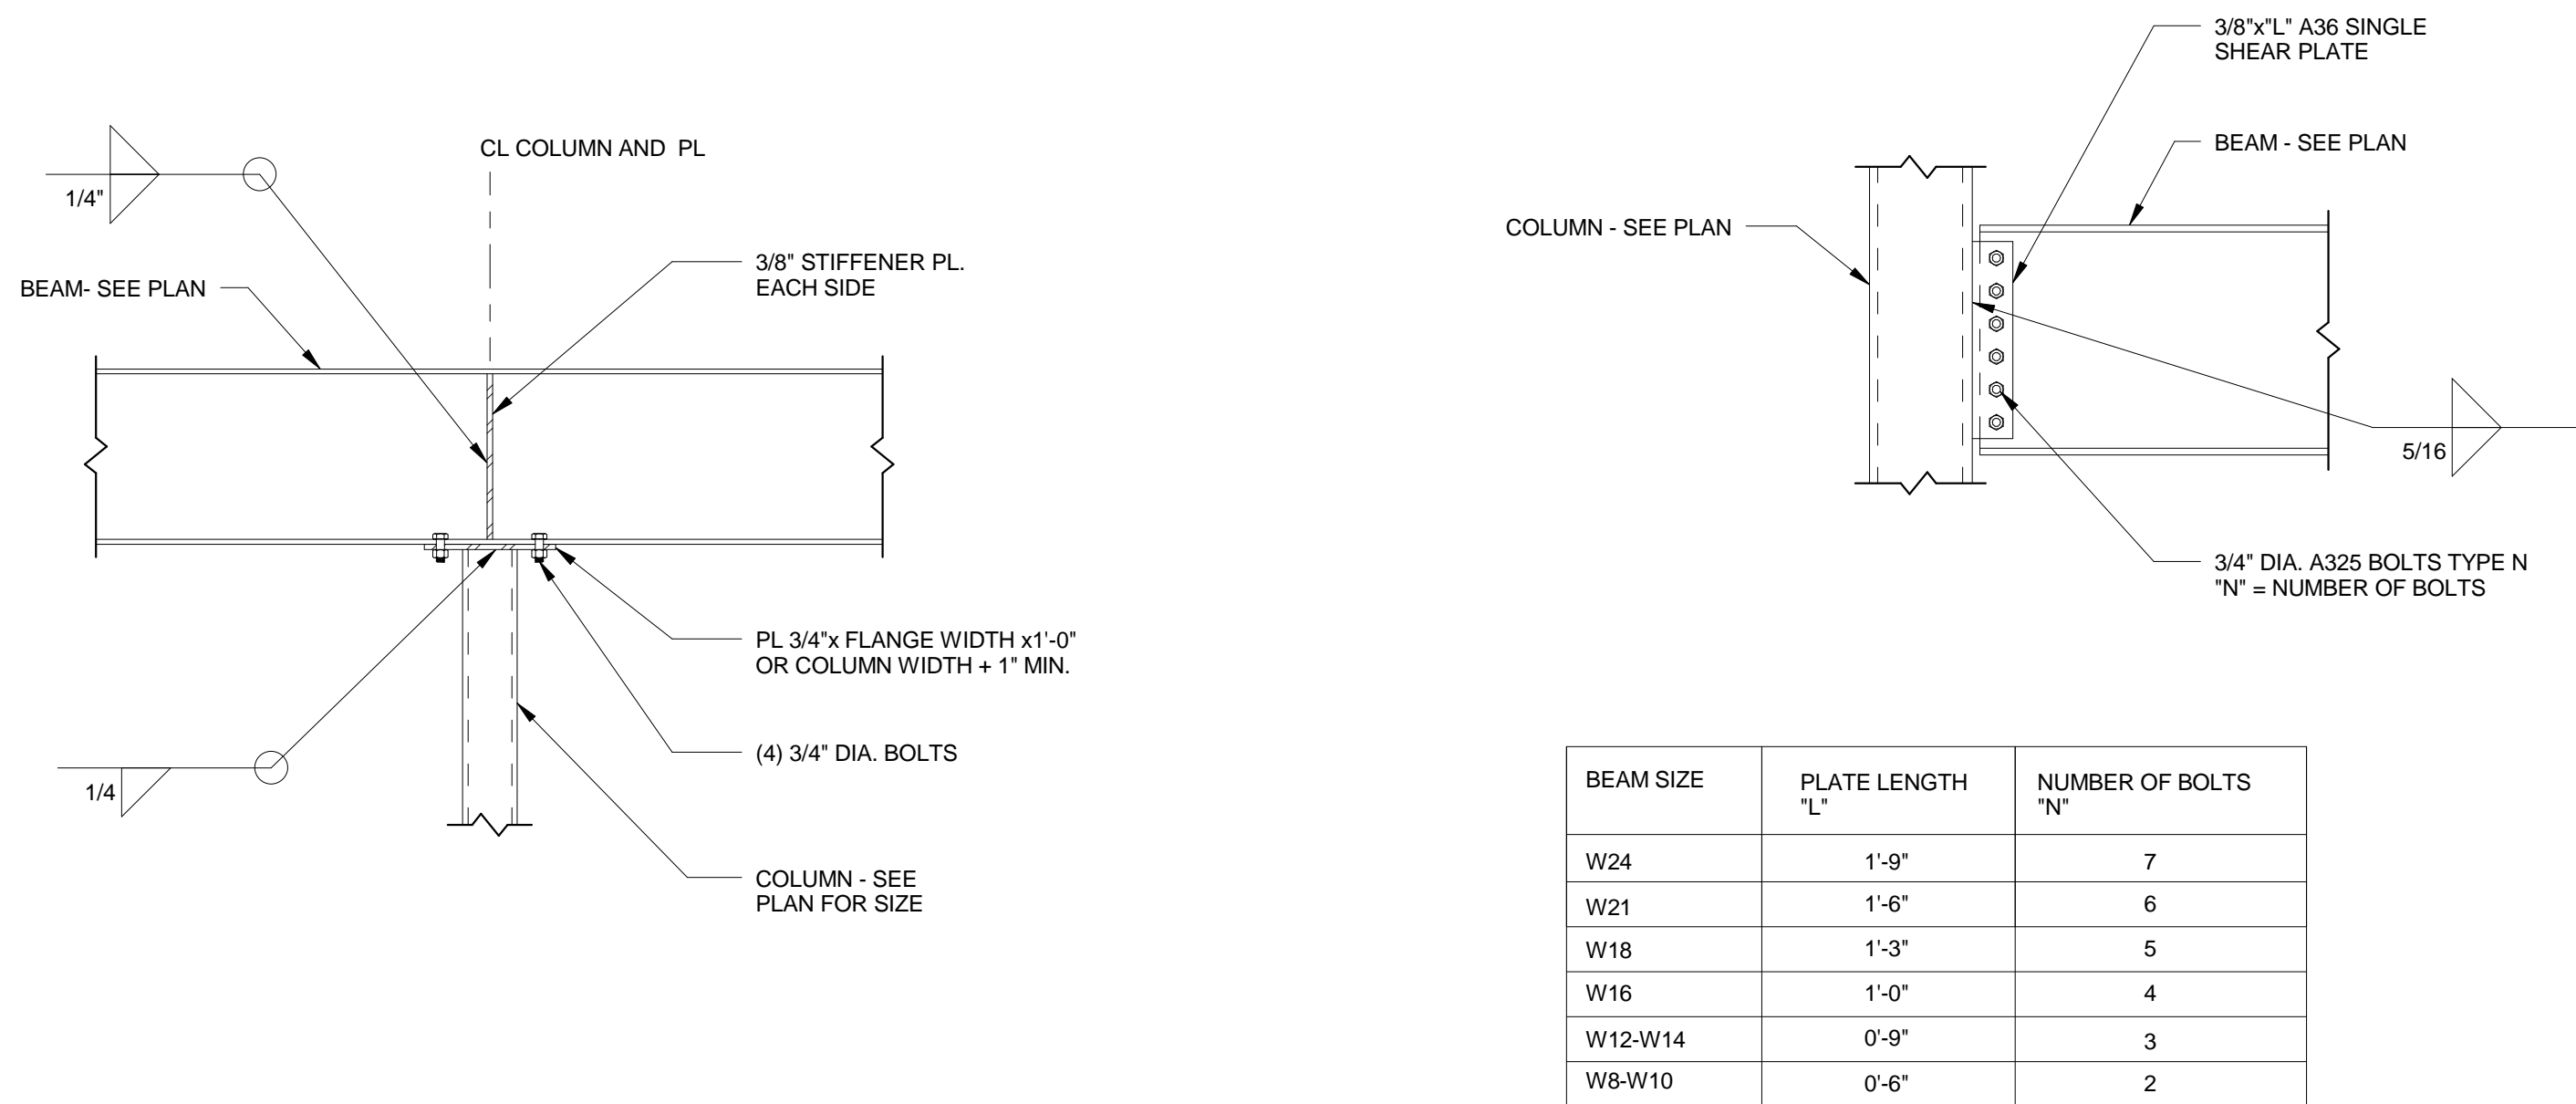 1/4"
CL COLUMN AND  PL
BEAM- SEE PLAN
3/8" STIFFENER PL.
EACH SIDE
PL 3/4"x FLANGE WIDTH x1'-0"
OR COLUMN WIDTH + 1" MIN.
(4) 3/4" DIA. BOLTS
1/4
COLUMN - SEE
PLAN FOR SIZE
3/8"x"L" A36 SINGLE
SHEAR PLATE
BEAM - SEE PLAN
COLUMN - SEE PLAN
5/16
3/4" DIA. A325 BOLTS TYPE N
"N" = NUMBER OF BOLTS
BEAM SIZE
PLATE LENGTH
"L"
NUMBER OF BOLTS
"N"
W24 1'-9" 7
W21 1'-6" 6
W18 1'-3" 5
W16 1'-0" 4
W12-W14 0'-9" 3
W8-W10 0'-6" 2